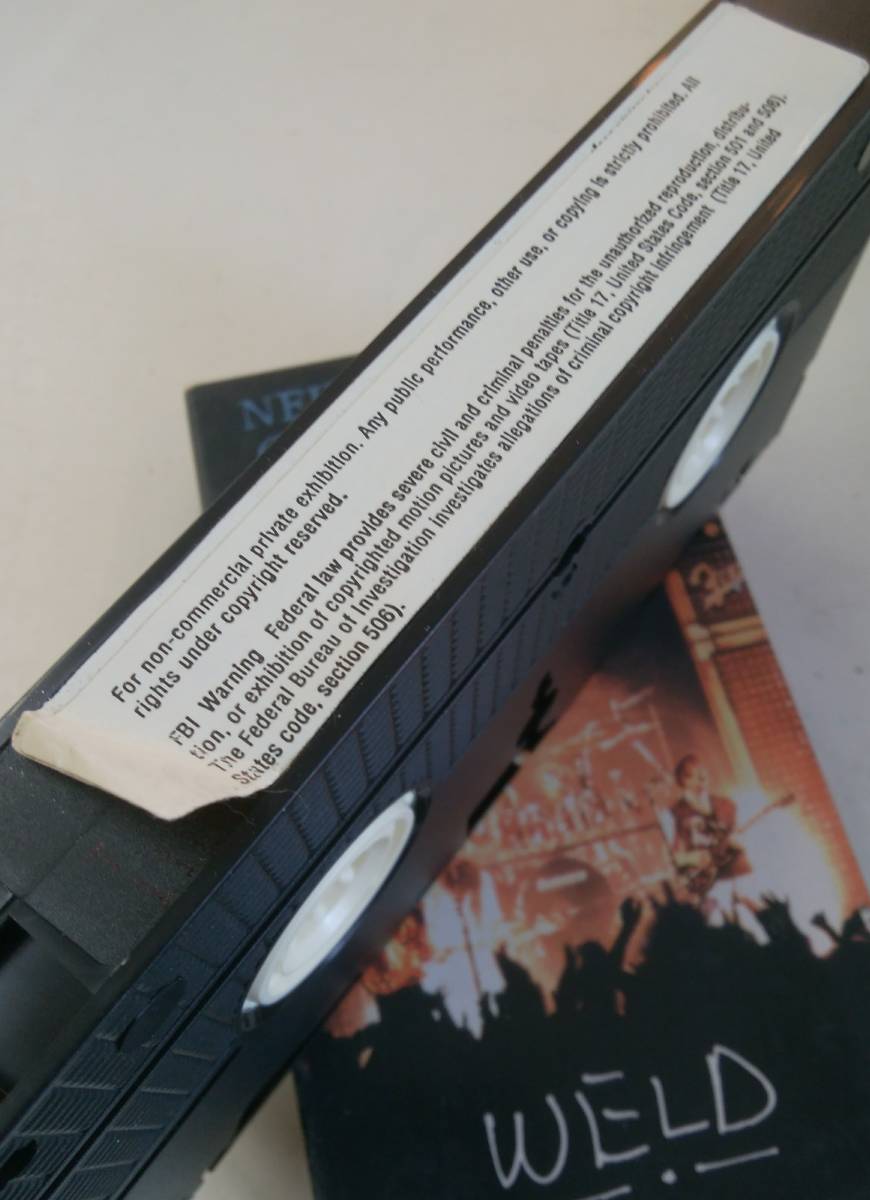 For non-commercial private exhibition. Any public performance, other use, or copying is strictly prohibited. All
rights under copyright reserved.
FBI Warning Federal law provides severe civil and criminal penalties for the unauthorized reproduction, distribu-
tion, or exhibition of copyrighted motion pictures and video tapes (Title 17, United States Code, section 501 and 506).
The Federal Bureau of Investigation investigates allegations of criminal copyright infringement (Title 17, United
States code, section 506).
WELD